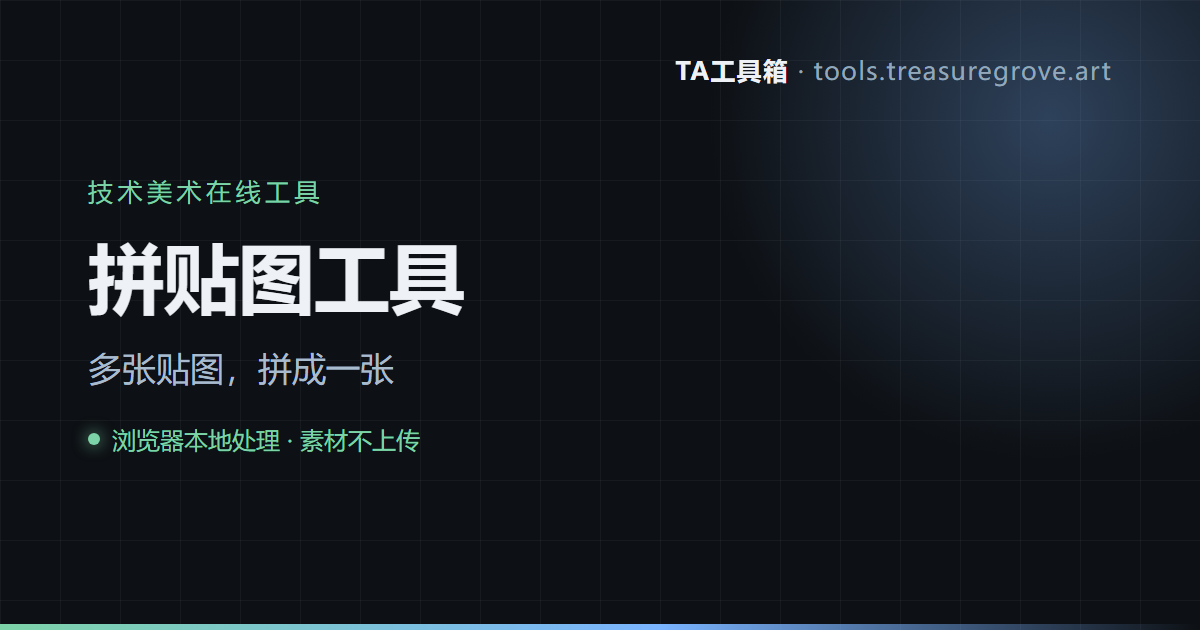 TA工具箱 · tools.treasuregrove.art
技术美术在线工具
拼贴图工具
多张贴图，拼成一张
浏览器本地处理 · 素材不上传